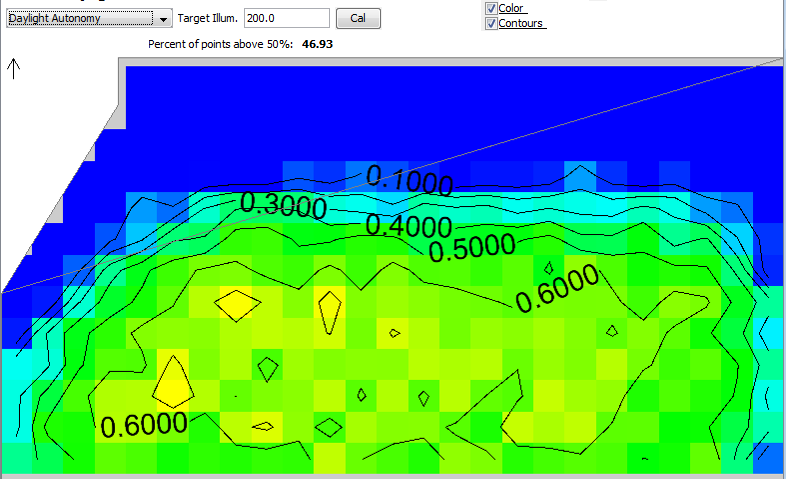 Daylight Autonomy Target Illum. 200.0 Cal Color
Contours
Percent of points above 50%: 46.93
0.1000
0.3000
0.4000
0.5000
0.6000
0.6000